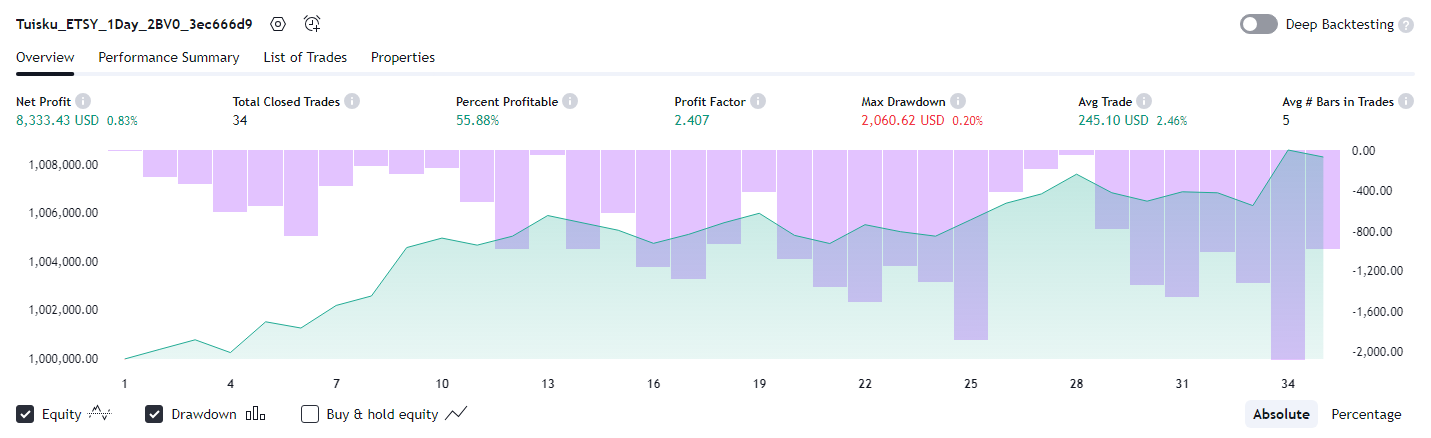 Tuisku_ETSY_1Day_2BV0_3ec666d9
Deep Backtesting ?
Overview Performance Summary List of Trades Properties
Net Profit i Total Closed Trades i Percent Profitable i Profit Factor i Max Drawdown i Avg Trade i Avg # Bars in Trades i
8,333.43 USD 0.83% 34 55.88% 2.407 2,060.62 USD 0.20% 245.10 USD 2.46% 5
1,008,000.00
1,006,000.00
1,004,000.00
1,002,000.00
1,000,000.00
0.00
-400.00
-800.00
-1,200.00
-1,600.00
-2,000.00
1 4 7 10 13 16 19 22 25 28 31 34
Equity Drawdown Buy & hold equity Absolute Percentage